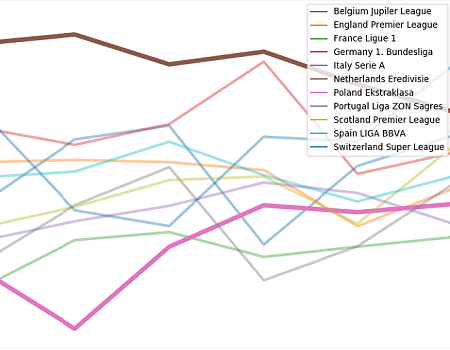 Belgium Jupiler League
England Premier League
France Ligue 1
Germany 1. Bundesliga
Italy Serie A
Netherlands Eredivisie
Poland Ekstraklasa
Portugal Liga ZON Sagres
Scotland Premier League
Spain LIGA BBVA
Switzerland Super League